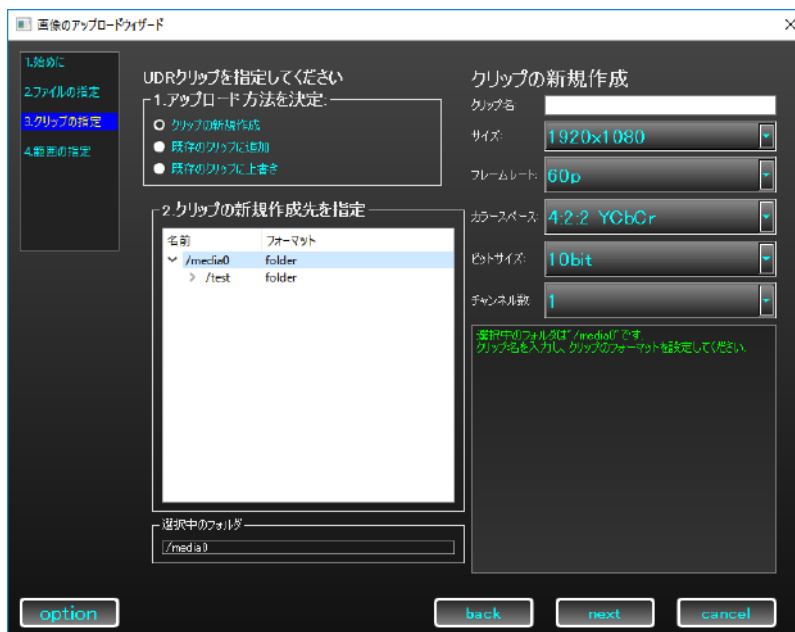 画像のアップロードウィザード
1.始めに
2.ファイルの指定
3.クリップの指定
4.範囲の指定
UDRクリップを指定してください
1.アップロード方法を決定:
クリップの新規作成
既存のクリップに追加
既存のクリップに上書き
2.クリップの新規作成先を指定
名前 フォーマット
/media0 folder
/test folder
選択中のフォルダ
/media0
クリップの新規作成
クリップ名
サイズ: 1920x1080
フレームレート: 60p
カラースペース: 4:2:2 YCbCr
ビットサイズ: 10bit
チャンネル数 1
選択中のフォルダは"/media0"です.
クリップ名を入力し、クリップのフォーマットを設定してください.
option
back
next
cancel